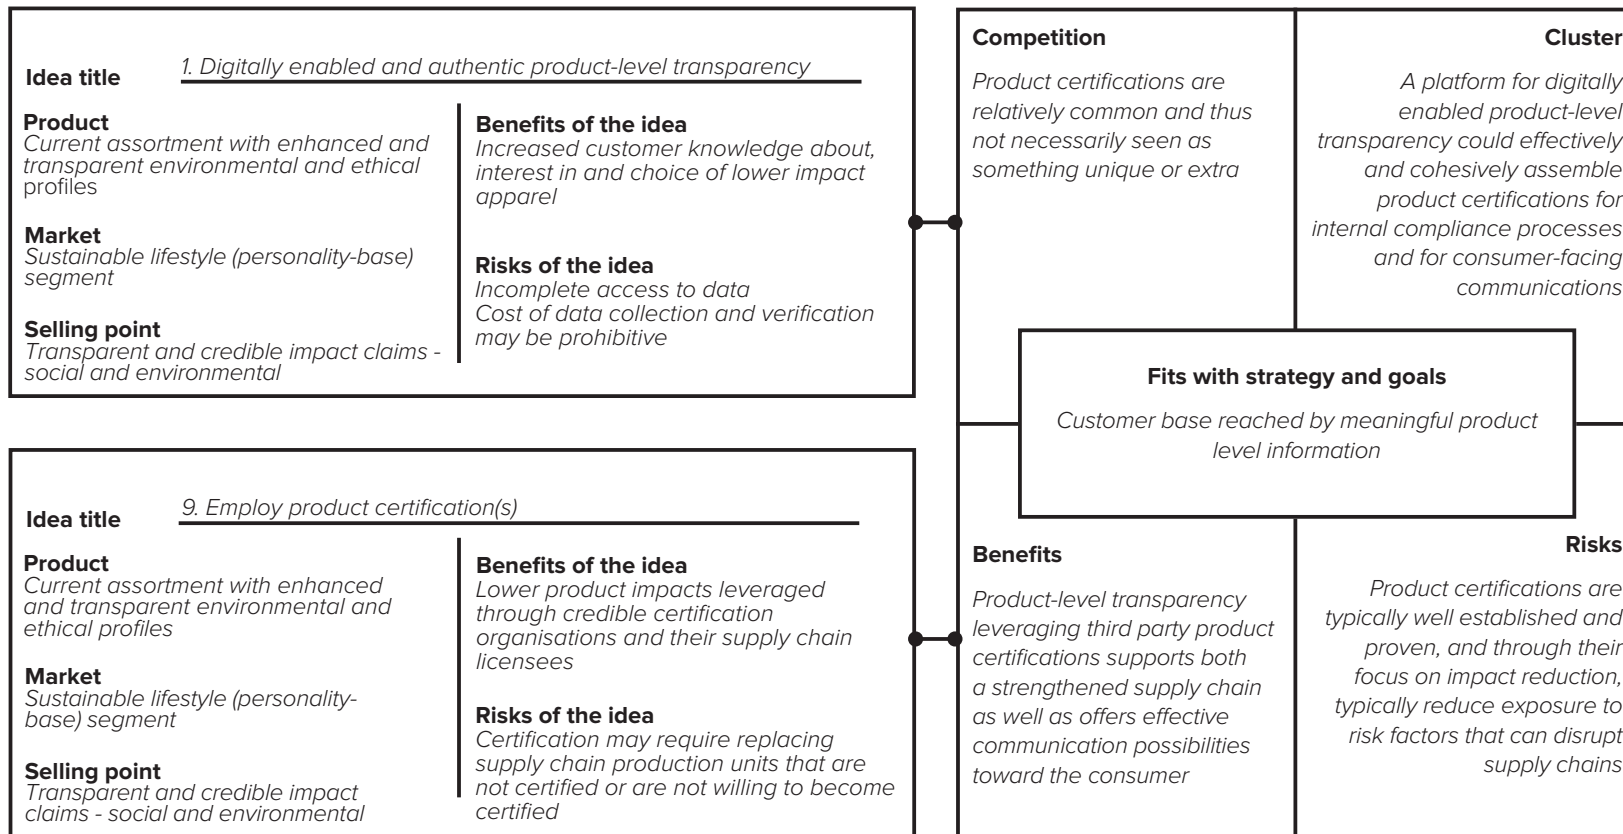 Idea title
1. Digitally enabled and authentic product-level transparency
Product
Current assortment with enhanced and
transparent environmental and ethical
profiles
Market
Sustainable lifestyle (personality-base)
segment
Selling point
Transparent and credible impact claims -
social and environmental
Benefits of the idea
Increased customer knowledge about,
interest in and choice of lower impact
apparel
Risks of the idea
Incomplete access to data
Cost of data collection and verification
may be prohibitive
Idea title
9. Employ product certification(s)
Product
Current assortment with enhanced
and transparent environmental and
ethical profiles
Market
Sustainable lifestyle (personality-
base) segment
Selling point
Transparent and credible impact
claims - social and environmental
Benefits of the idea
Lower product impacts leveraged
through credible certification
organisations and their supply chain
licensees
Risks of the idea
Certification may require replacing
supply chain production units that are
not certified or are not willing to become
certified
Competition
Product certifications are
relatively common and thus
not necessarily seen as
something unique or extra
Cluster
A platform for digitally
enabled product-level
transparency could effectively
and cohesively assemble
product certifications for
internal compliance processes
and for consumer-facing
communications
Fits with strategy and goals
Customer base reached by meaningful product
level information
Benefits
Product-level transparency
leveraging third party product
certifications supports both
a strengthened supply chain
as well as offers effective
communication possibilities
toward the consumer
Risks
Product certifications are
typically well established and
proven, and through their
focus on impact reduction,
typically reduce exposure to
risk factors that can disrupt
supply chains